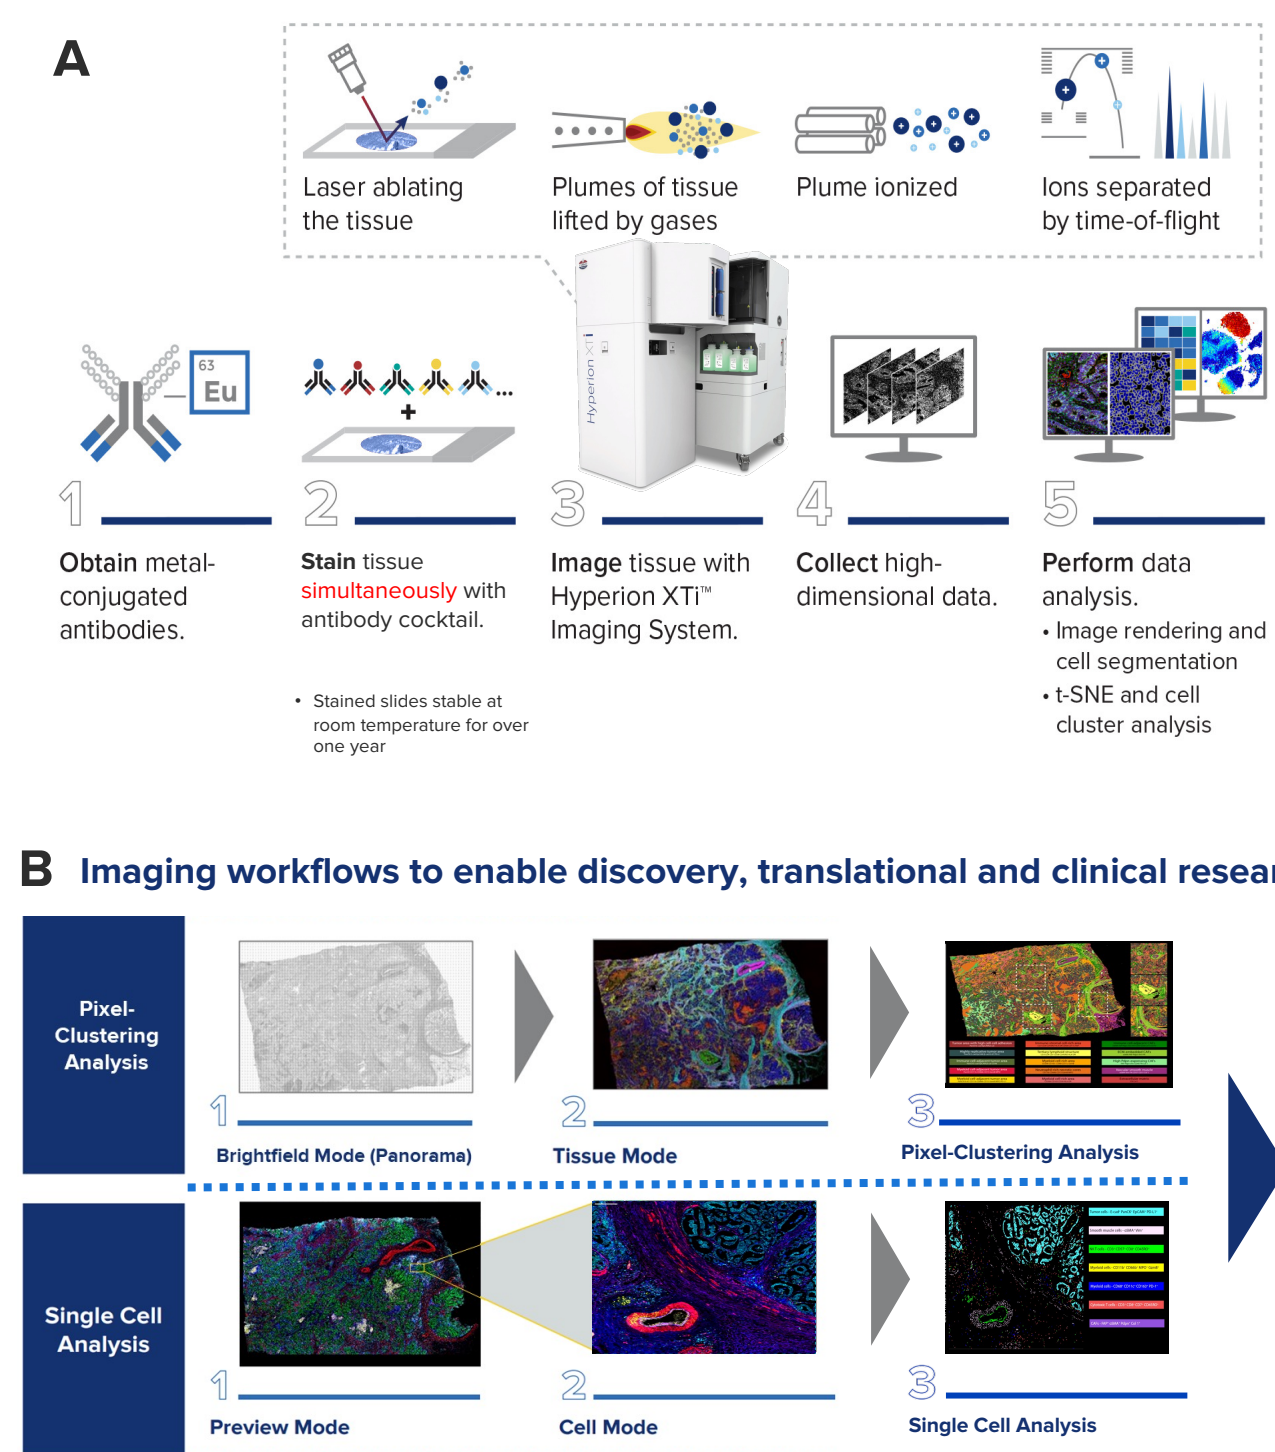 A
Laser ablating
the tissue
Plumes of tissue
lifted by gases
Plume ionized
Ions separated
by time-of-flight
63
Eu
...
+
Hyperion XTi
1
Obtain metal-
conjugated
antibodies.
2
Stain tissue
simultaneously with
antibody cocktail.
• Stained slides stable at
room temperature for over
one year
3
Image tissue with
Hyperion XTi™
Imaging System.
4
Collect high-
dimensional data.
5
Perform data
analysis.
• Image rendering and
cell segmentation
• t-SNE and cell
cluster analysis
B Imaging workflows to enable discovery, translational and clinical resear
Pixel-
Clustering
Analysis
1
Brightfield Mode (Panorama)
2
Tissue Mode
3
Pixel-Clustering Analysis
Single Cell
Analysis
1
Preview Mode
2
Cell Mode
3
Single Cell Analysis